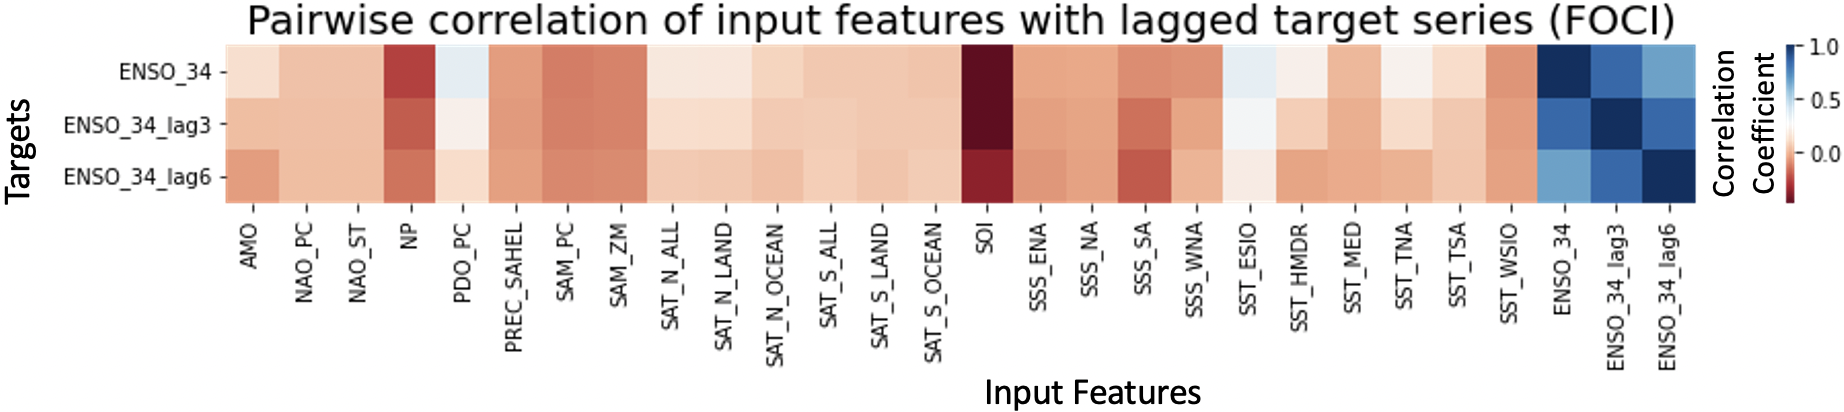 Pairwise correlation of input features with lagged target series (FOCI)
Targets
ENSO_34
ENSO_34_lag3
ENSO_34_lag6
AMO
NAO_PC
NAO_ST
NP
PDO_PC
PREC_SAHEL
SAM_PC
SAM_ZM
SAT_N_ALL
SAT_N_LAND
SAT_N_OCEAN
SAT_S_ALL
SAT_S_LAND
SAT_S_OCEAN
SOI
SSS_ENA
SSS_NA
SSS_SA
SSS_WNA
SST_ESIO
SST_HMDR
SST_MED
SST_TNA
SST_TSA
SST_WSIO
ENSO_34
ENSO_34_lag3
ENSO_34_lag6
Input Features
Correlation
Coefficient
1.0
0.5
0.0